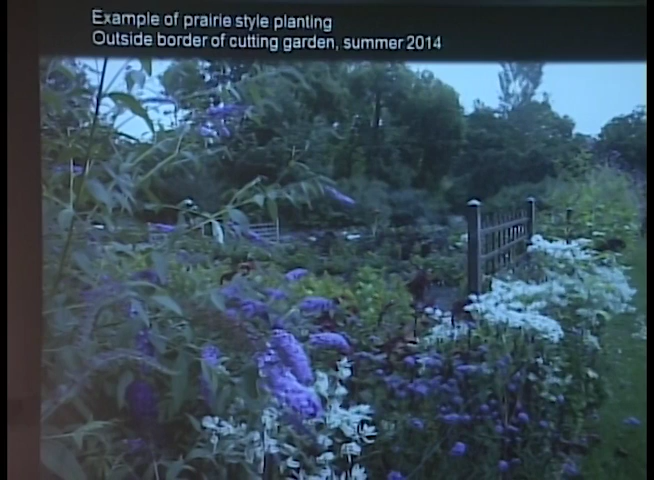 Example of prairie style planting
Outside border of cutting garden, summer 2014